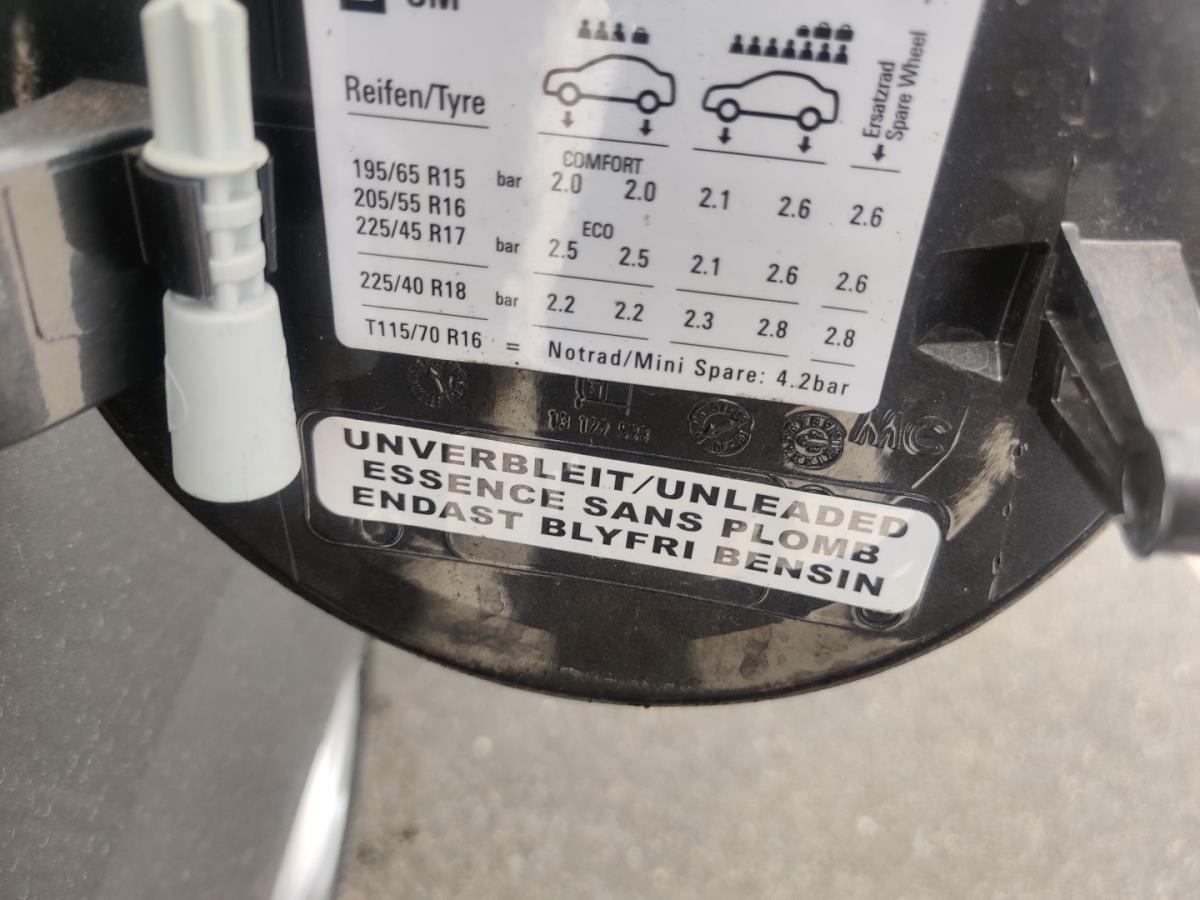 Reifen/Tyre
Ersatzrad
Spare Wheel
COMFORT
195/65 R15 bar 2.0 2.0 2.1 2.6 2.6
205/55 R16
ECO
225/45 R17 bar 2.5 2.5 2.1 2.6 2.6
225/40 R18 bar 2.2 2.2 2.3 2.8 2.8
T115/70 R16 = Notrad/Mini Spare: 4.2bar
MC
UNVERBLEIT/UNLEADED
ESSENCE SANS PLOMB
ENDAST BLYFRI BENSIN